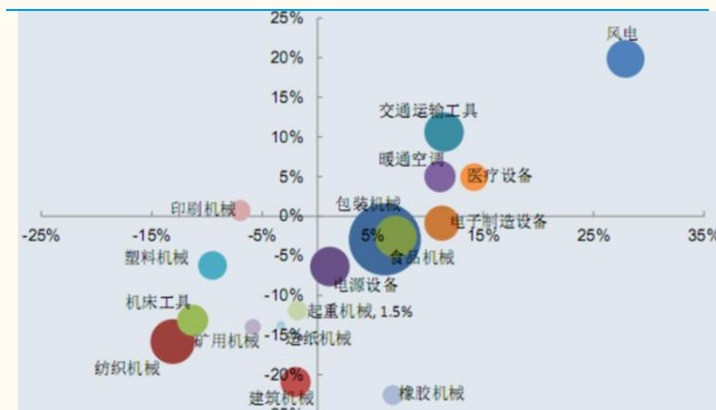 25%
风电
20%
15%
交通运输工具
10%
暖通空调
5%
医疗设备
印刷机械
包装机械
0%
电子制造设备
-25%
-15%
-5%
5%
15%
25%
35%
塑料机械
-5%
食品机械
电源设备
机床工具
-10%
起重机械, 1.5%
矿用机械
-15%
造纸机械
纺织机械
-20%
建筑机械
橡胶机械